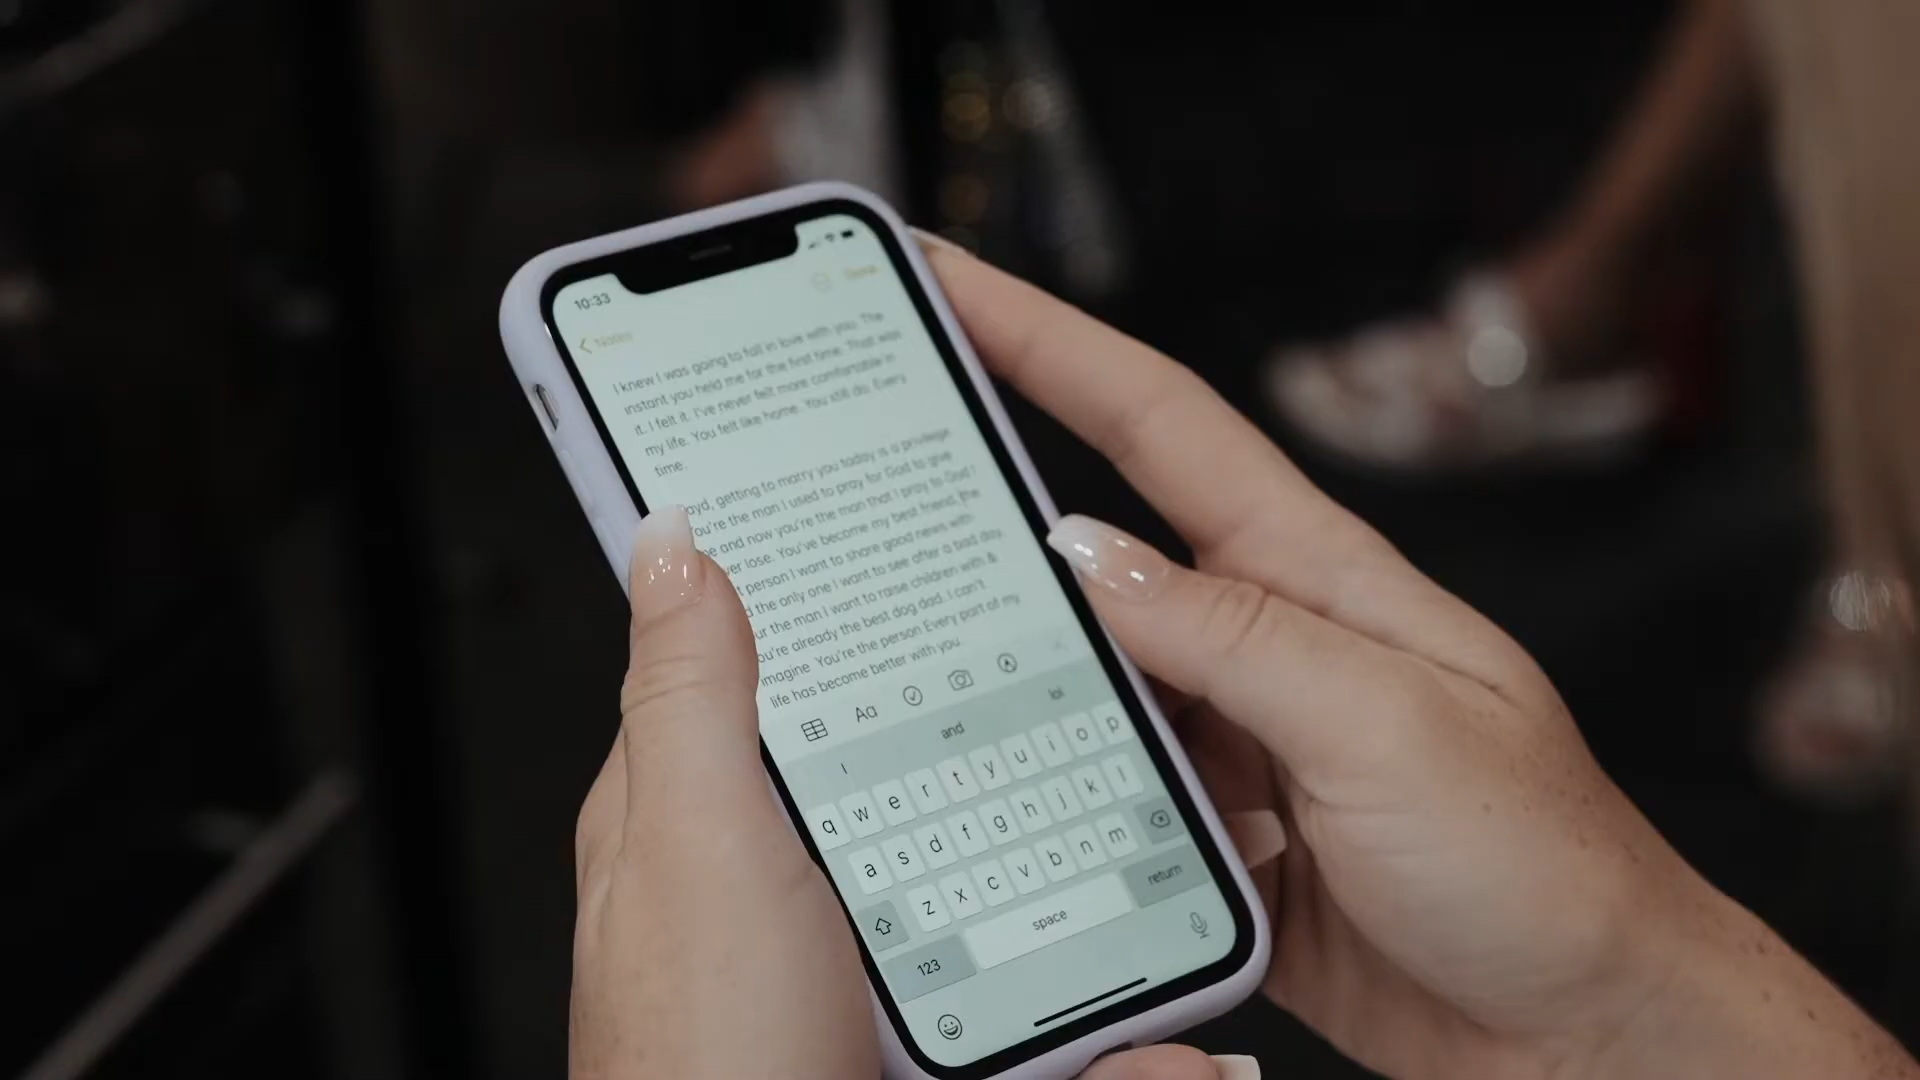 10:33
Notes
I knew I was going to fall in love with you. The
instant you held me for the first time. That was
it. I felt it. I've never felt more comfortable in
my life. You felt like home. You still do. Every
time.
getting to marry you today is a privilege.
the man I used to pray for God to give
and now you're the man that I pray to God I
lose. You've become my best friend, the
person I want to share good news with
the only one I want to see after a bad day.
the man I want to raise children with &
already the best dog dad. I can't
imagine. You're the person Every part of my
life has become better with you.
Aa
I and lol
q w e r t y u i o p
a s d f g h j k l
z x c v b n m
123 space return